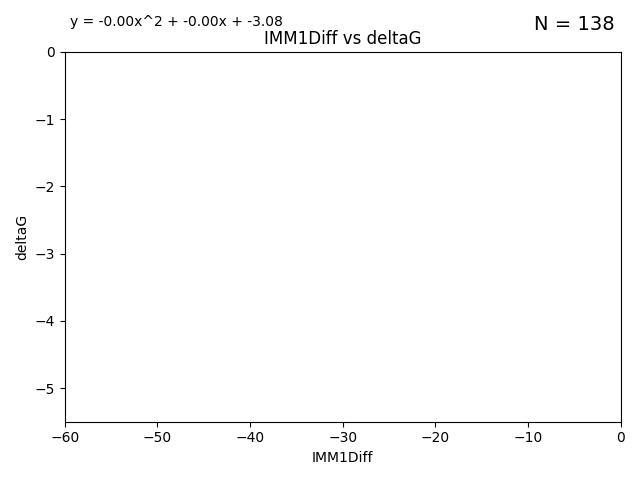 y = -0.00x^2 + -0.00x + -3.08
N = 138
IMM1Diff vs deltaG
0
−1
−2
−3
−4
−5
deltaG
−60 −50 −40 −30 −20 −10 0
IMM1Diff